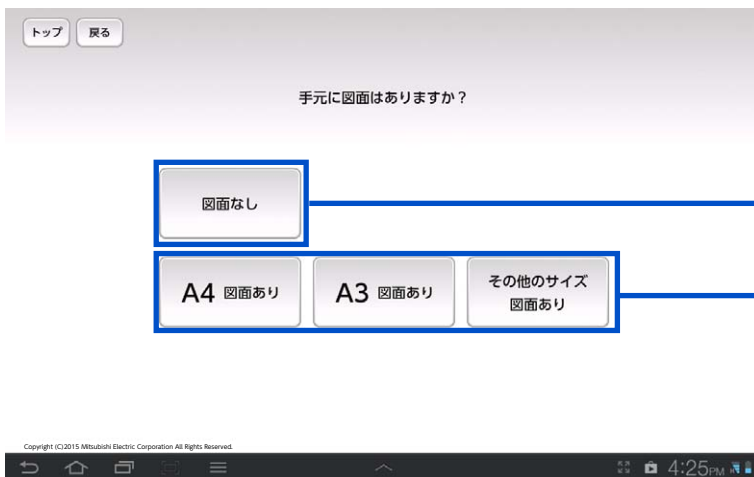 トップ 戻る
手元に図面はありますか？
図面なし
A4 図面あり A3 図面あり その他のサイズ
図面あり
Copyright (C)2015 Mitsubishi Electric Corporation All Rights Reserved.
4:25PM